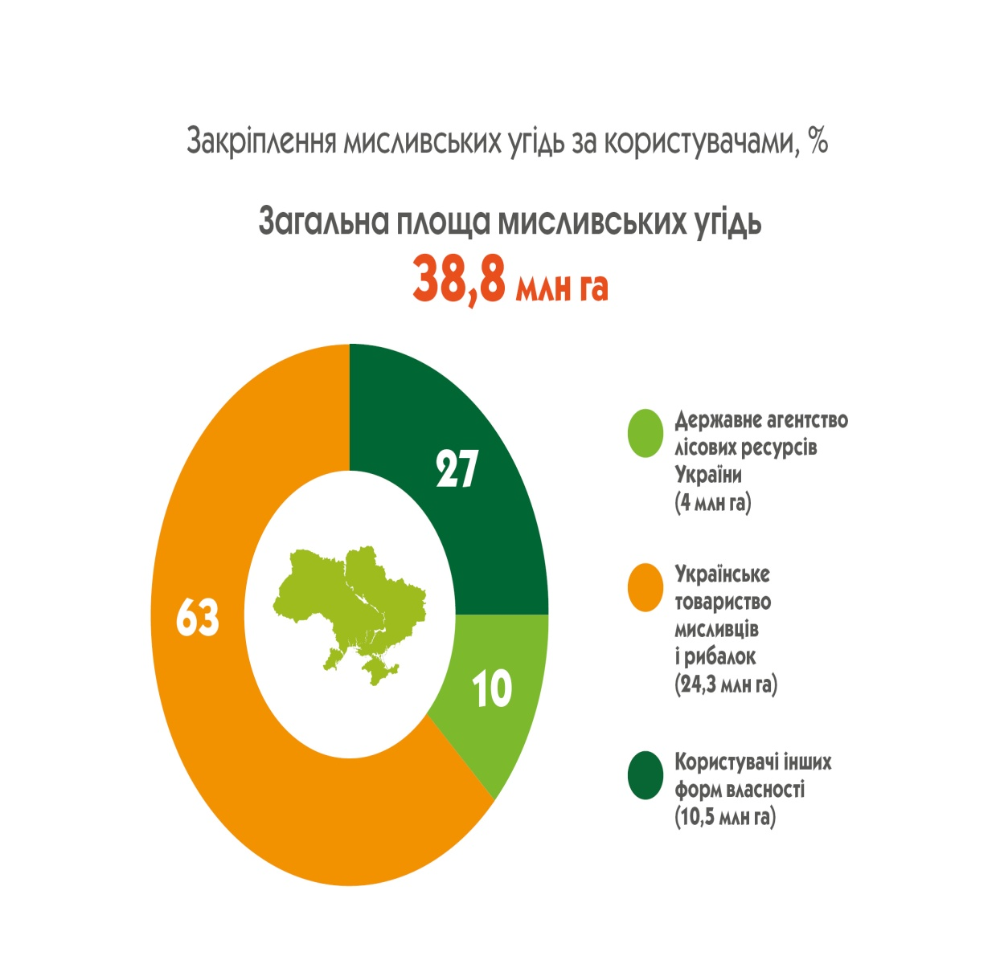 Закріплення мисливських угідь за користувачами, %
Загальна площа мисливських угідь
38,8 млн га
27
63
10
Державне агентство
лісових ресурсів
України
(4 млн га)
Українське
товариство
мисливців
і рибалок
(24,3 млн га)
Користувачі інших
форм власності
(10,5 млн га)